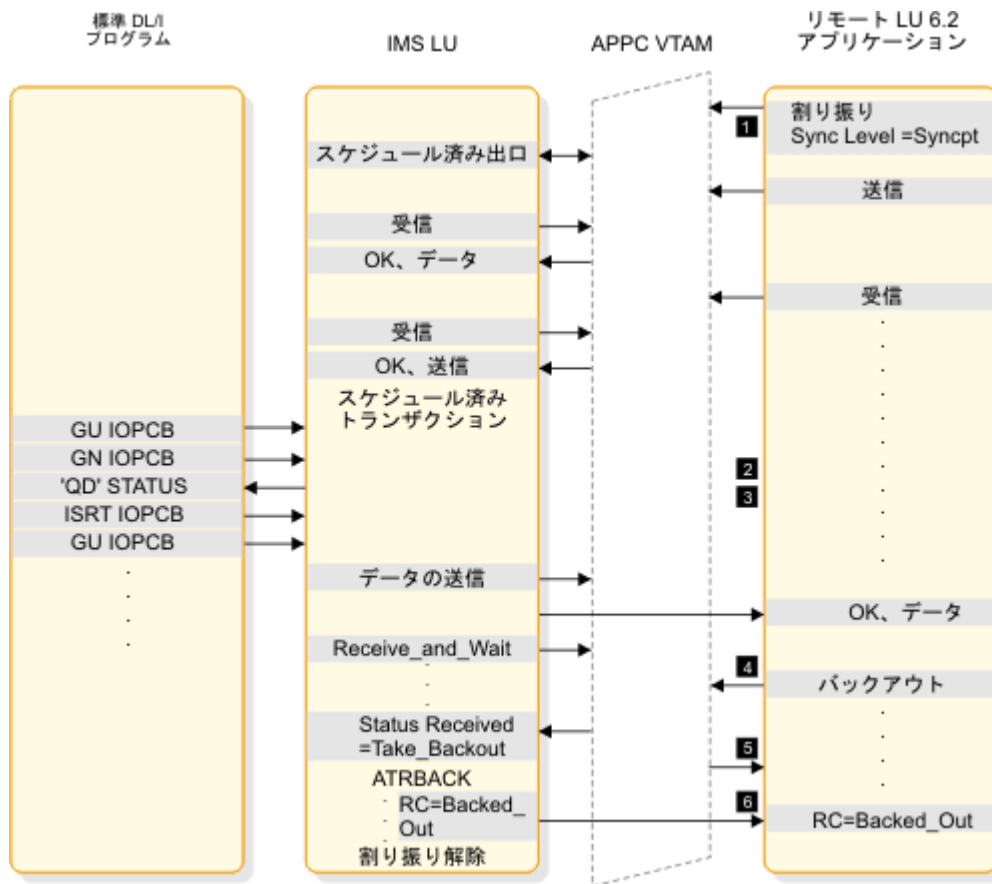 標準 DL/I
プログラム
IMS LU
APPC VTAM
リモート LU 6.2
アプリケーション
1
割り振り
Sync Level =Syncpt
スケジュール済み出口
送信
受信
OK、データ
受信
受信
OK、送信
スケジュール済み
トランザクション
GU IOPCB
GN IOPCB
2
'QD' STATUS
3
ISRT IOPCB
GU IOPCB
データの送信
OK、データ
Receive_and_Wait
4
バックアウト
Status Received
=Take_Backout
5
ATRBACK
6
RC=Backed_
Out
RC=Backed_Out
割り振り解除